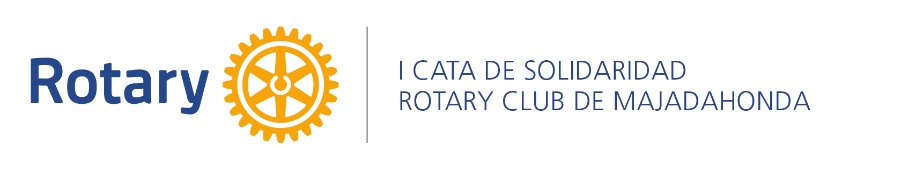 Rotary
I CATA DE SOLIDARIDAD
ROTARY CLUB DE MAJADAHONDA